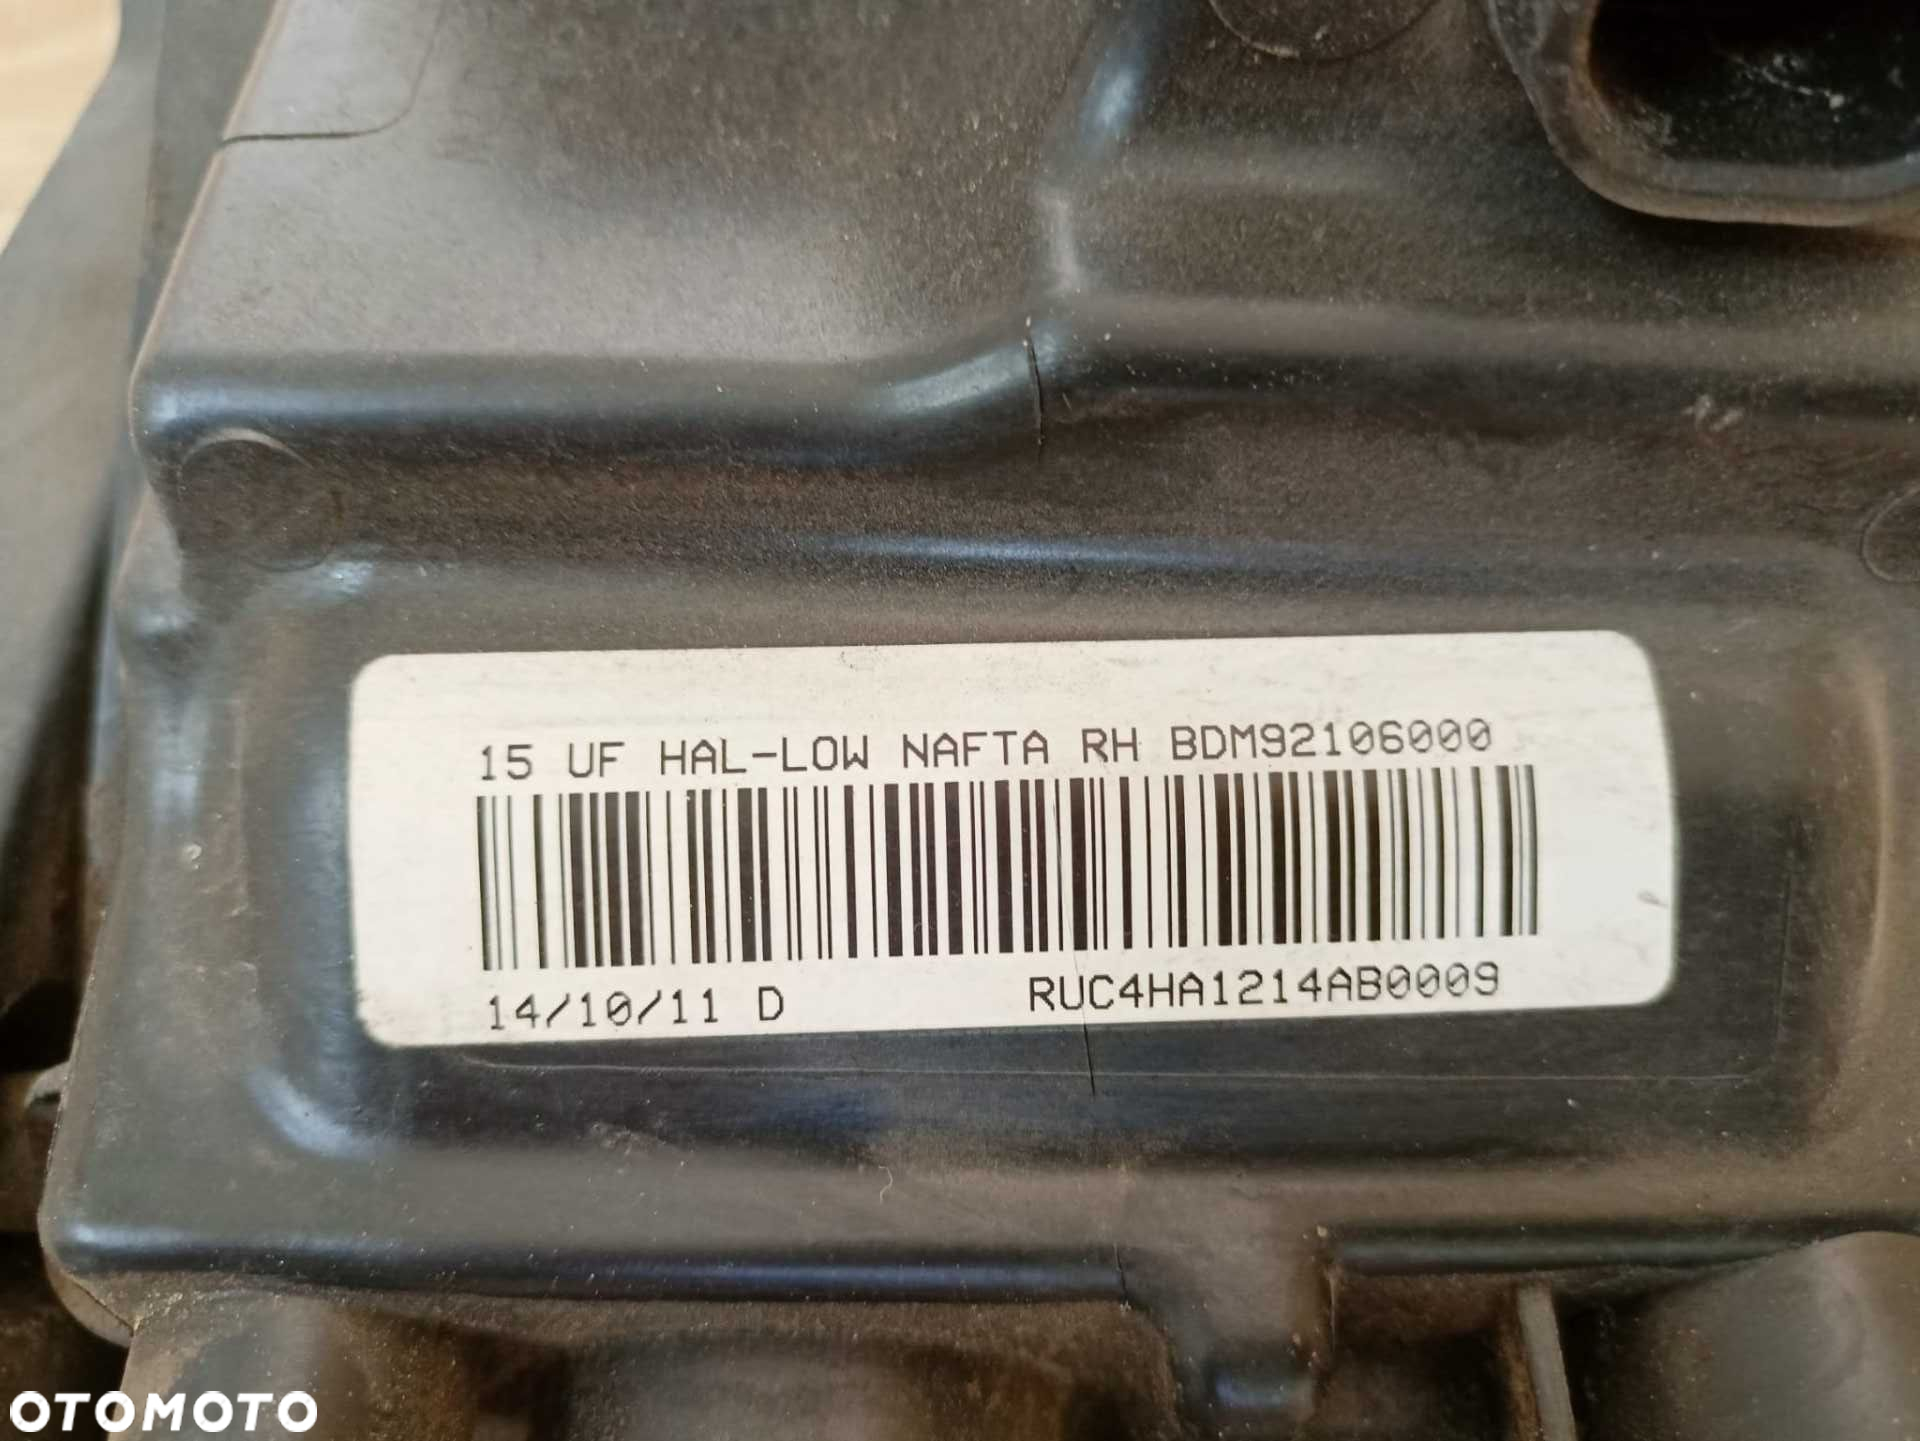 15 UF HAL-LOW NAFTA RH BDM92106000
14/10/11 D RUC4HA1214AB0009
OTOMOTO